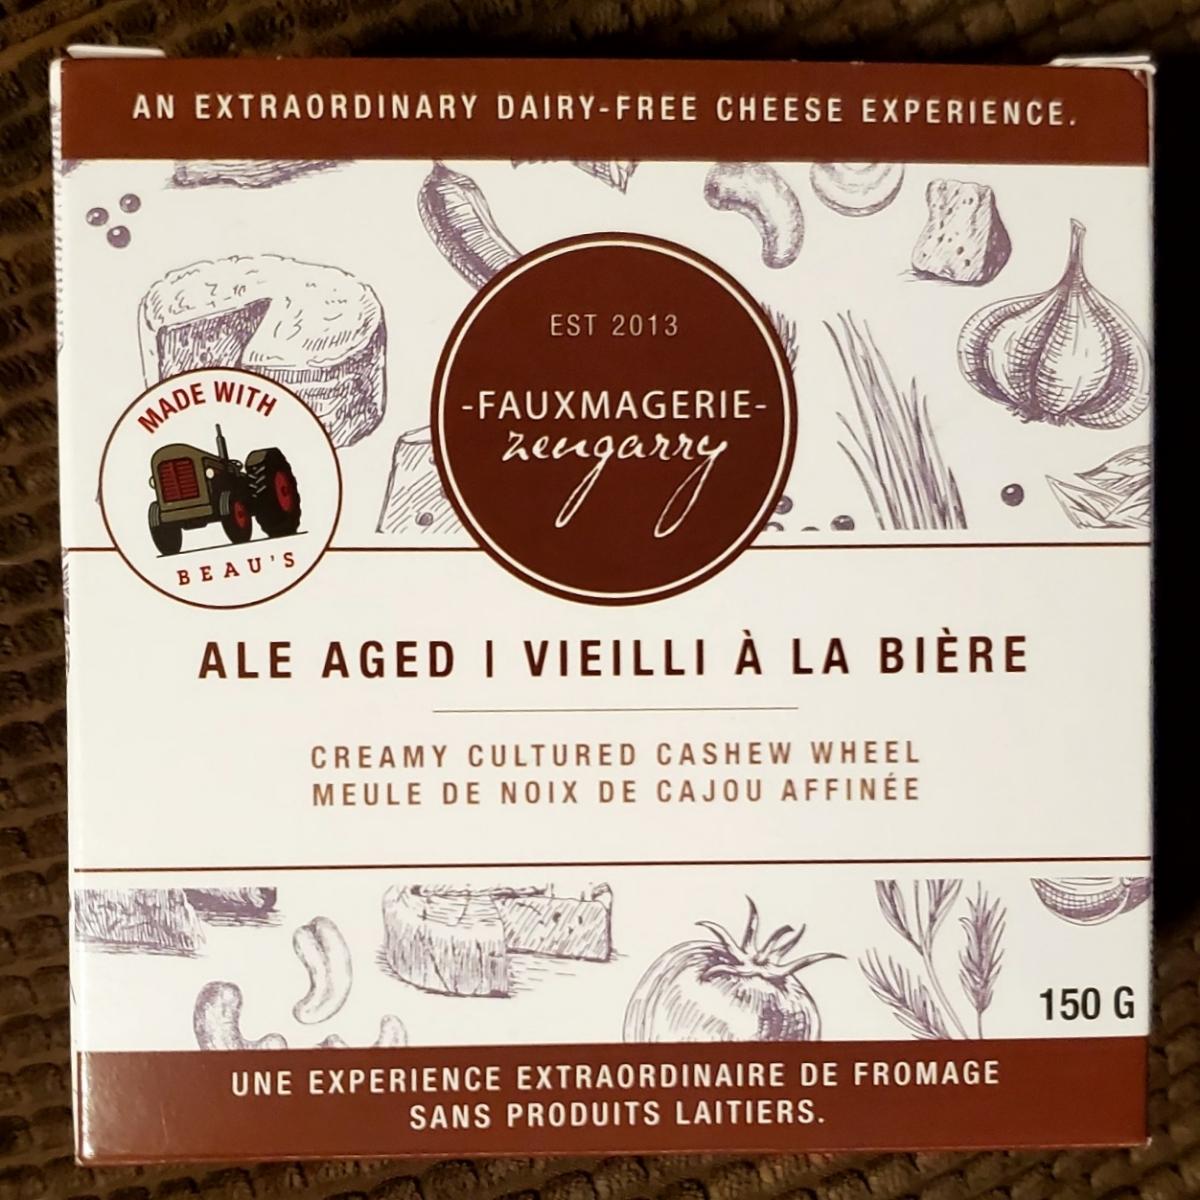 AN EXTRAORDINARY DAIRY-FREE CHEESE EXPERIENCE.
EST 2013
-FAUXMAGERIE-
zengarry
MADE WITH
BEAU'S
ALE AGED | VIEILLI À LA BIÈRE
CREAMY CULTURED CASHEW WHEEL
MEULE DE NOIX DE CAJOU AFFINÉE
150 G
UNE EXPERIENCE EXTRAORDINAIRE DE FROMAGE
SANS PRODUITS LAITIERS.